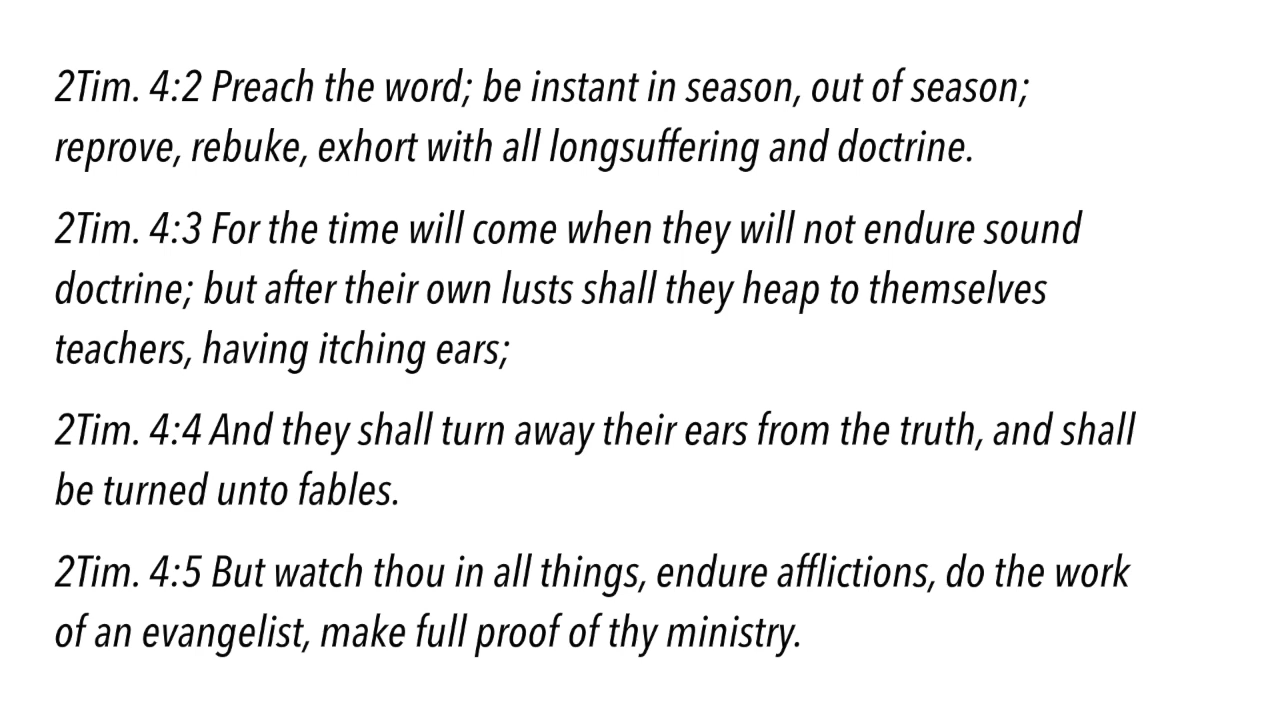 2Tim. 4:2 Preach the word; be instant in season, out of season;
reprove, rebuke, exhort with all longsuffering and doctrine.
2Tim. 4:3 For the time will come when they will not endure sound
doctrine; but after their own lusts shall they heap to themselves
teachers, having itching ears;
2Tim. 4:4 And they shall turn away their ears from the truth, and shall
be turned unto fables.
2Tim. 4:5 But watch thou in all things, endure afflictions, do the work
of an evangelist, make full proof of thy ministry.